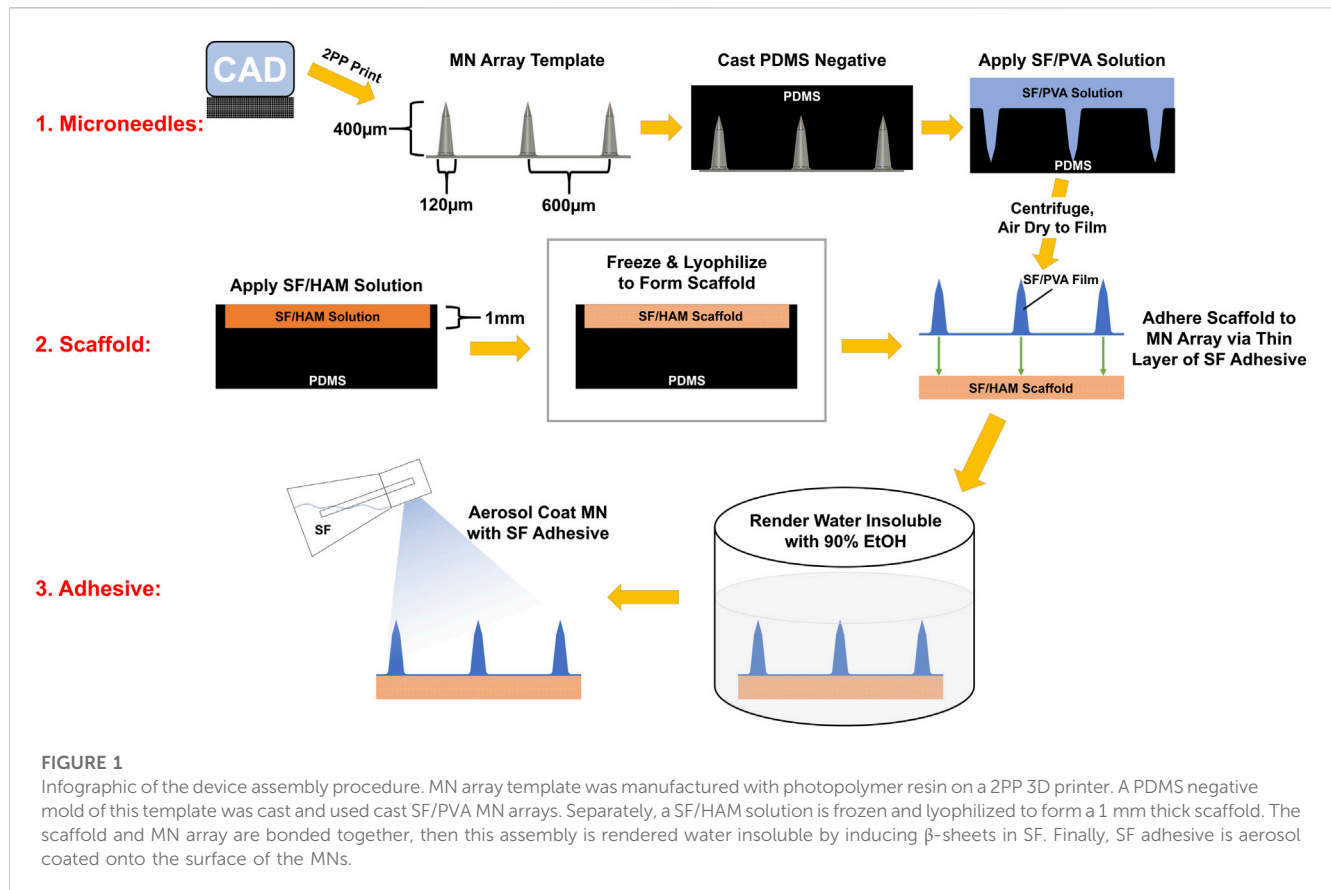 CAD
2PP Print
MN Array Template
Cast PDMS Negative
Apply SF/PVA Solution
1. Microneedles:
400µm
120µm
600µm
PDMS
SF/PVA Solution
PDMS
Centrifuge,
Air Dry to Film
2. Scaffold:
Apply SF/HAM Solution
SF/HAM Solution
1mm
PDMS
Freeze & Lyophilize
to Form Scaffold
SF/HAM Scaffold
PDMS
SF/PVA Film
SF/HAM Scaffold
Adhere Scaffold to
MN Array via Thin
Layer of SF Adhesive
3. Adhesive:
SF
Aerosol Coat MN
with SF Adhesive
Render Water Insoluble
with 90% EtOH
FIGURE 1
Infographic of the device assembly procedure. MN array template was manufactured with photopolymer resin on a 2PP 3D printer. A PDMS negative
mold of this template was cast and used cast SF/PVA MN arrays. Separately, a SF/HAM solution is frozen and lyophilized to form a 1 mm thick scaffold. The
scaffold and MN array are bonded together, then this assembly is rendered water insoluble by inducing β-sheets in SF. Finally, SF adhesive is aerosol
coated onto the surface of the MNs.